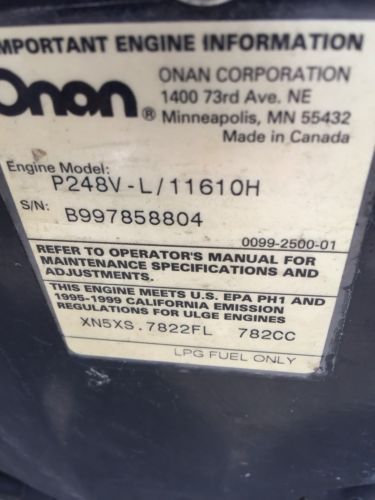 IMPORTANT ENGINE INFORMATION
Onan®
ONAN CORPORATION
1400 73rd Ave. NE
Minneapolis, MN 55432
Made in Canada
Engine Model:
P248V-L/11610H
S/N:
B997858804
0099-2500-01
REFER TO OPERATOR'S MANUAL FOR
MAINTENANCE SPECIFICATIONS AND
ADJUSTMENTS.
THIS ENGINE MEETS U.S. EPA PH1 AND
1995-1999 CALIFORNIA EMISSION
REGULATIONS FOR ULGE ENGINES
XN5XS.7822FL 782CC
LPG FUEL ONLY